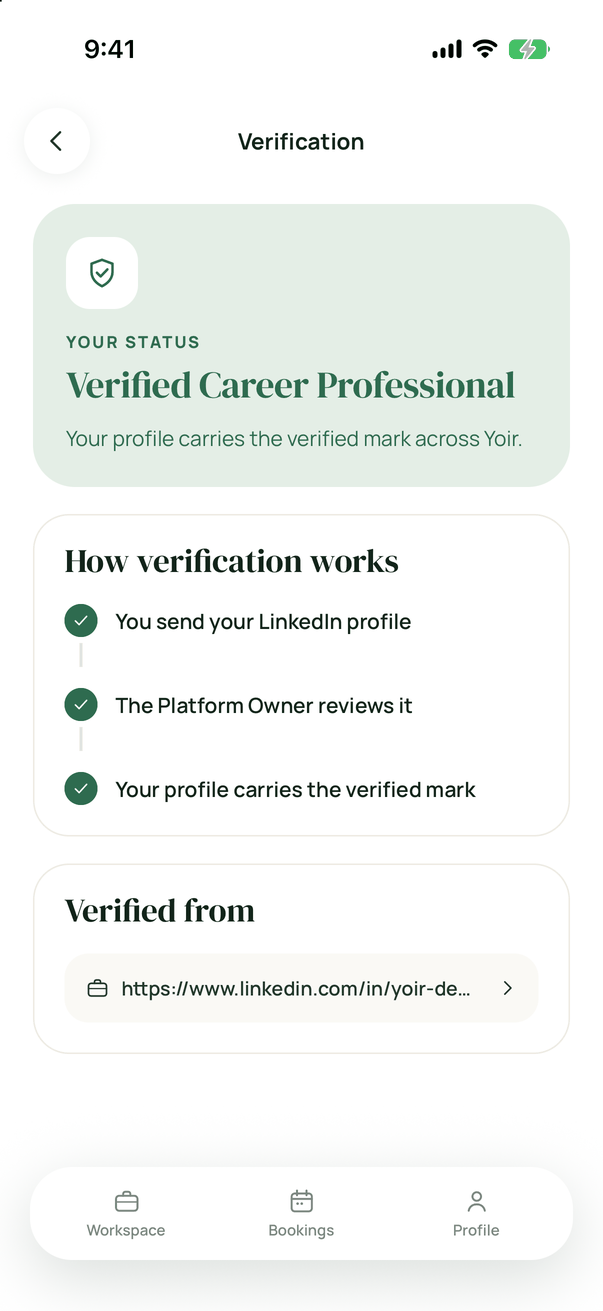 9:41
Verification
YOUR STATUS
Verified Career Professional
Your profile carries the verified mark across Yoir.
How verification works
You send your LinkedIn profile
The Platform Owner reviews it
Your profile carries the verified mark
Verified from
https://www.linkedin.com/in/yoir-de...
Workspace
Bookings
Profile